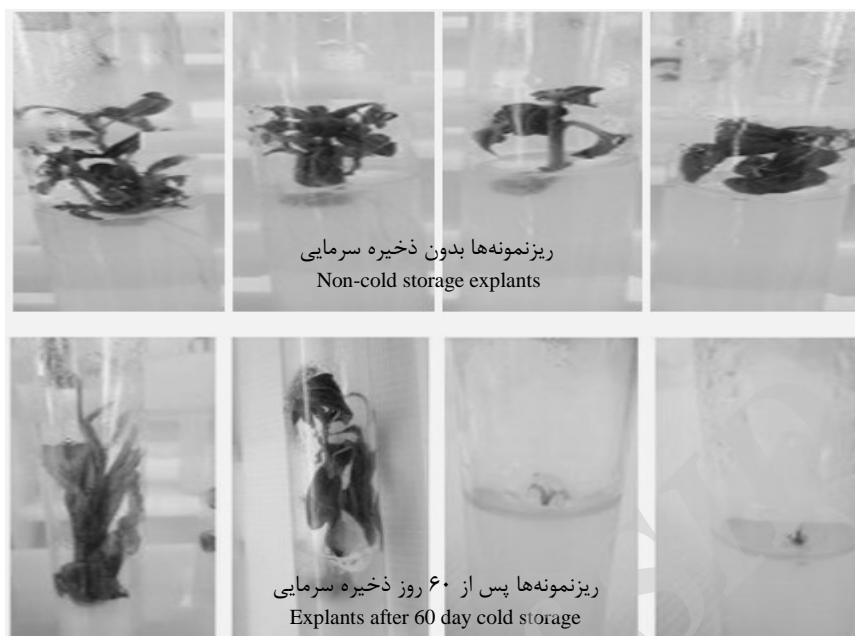 ریزنمونه‌ها بدون ذخیره سرمایی
Non-cold storage explants
ریزنمونه‌ها پس از ۶۰ روز ذخیره سرمایی
Explants after 60 day cold storage